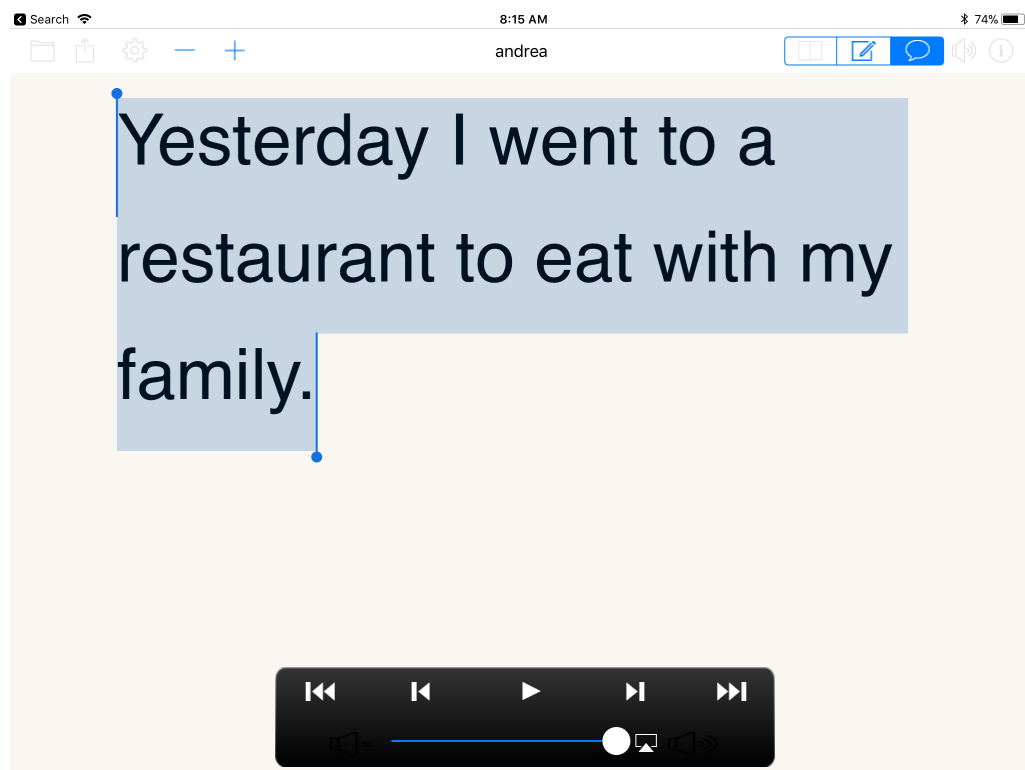 Search 8:15 AM 74%
andrea
Yesterday I went to a
restaurant to eat with my
family.